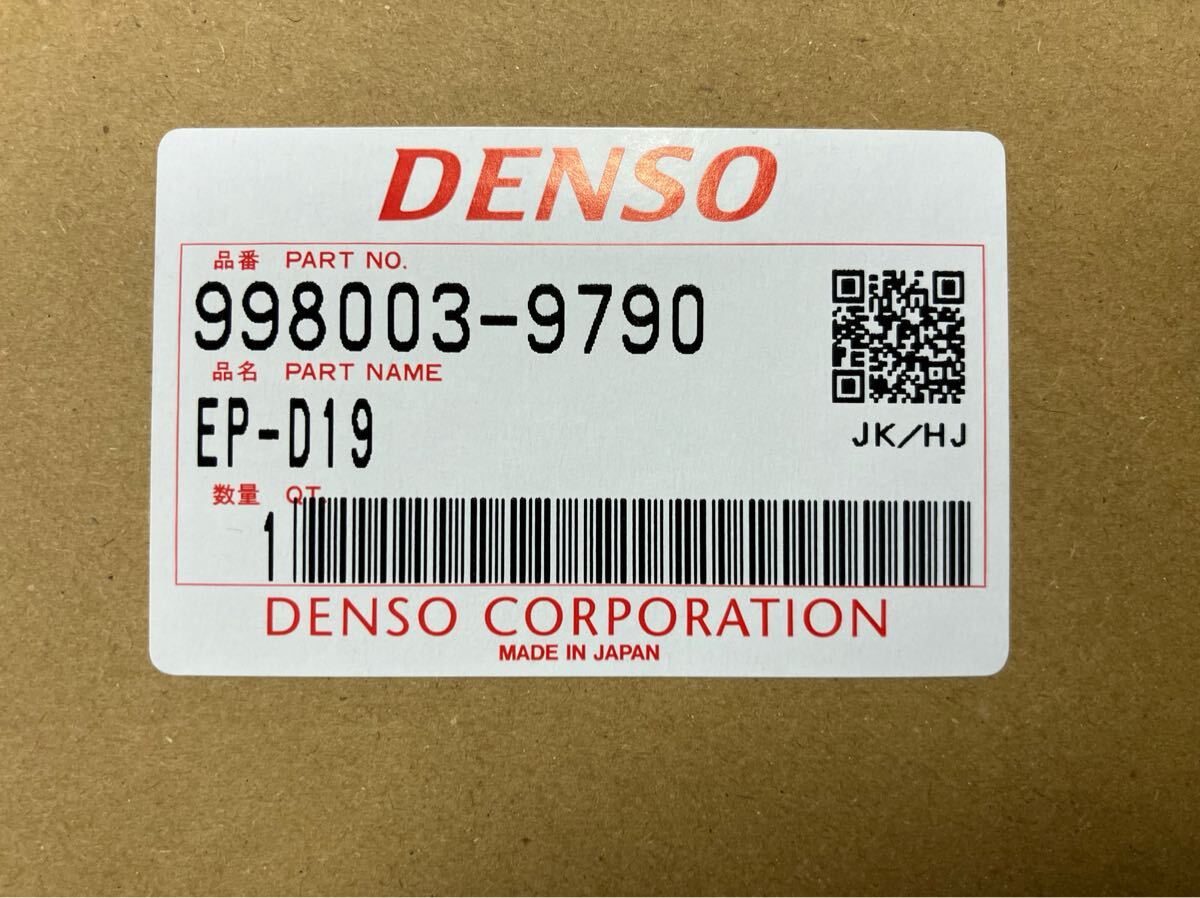 DENSO
品番 PART NO.
998003-9790
品名 PART NAME
EP-D19
JK/HJ
数量 QT.
1
DENSO CORPORATION
MADE IN JAPAN